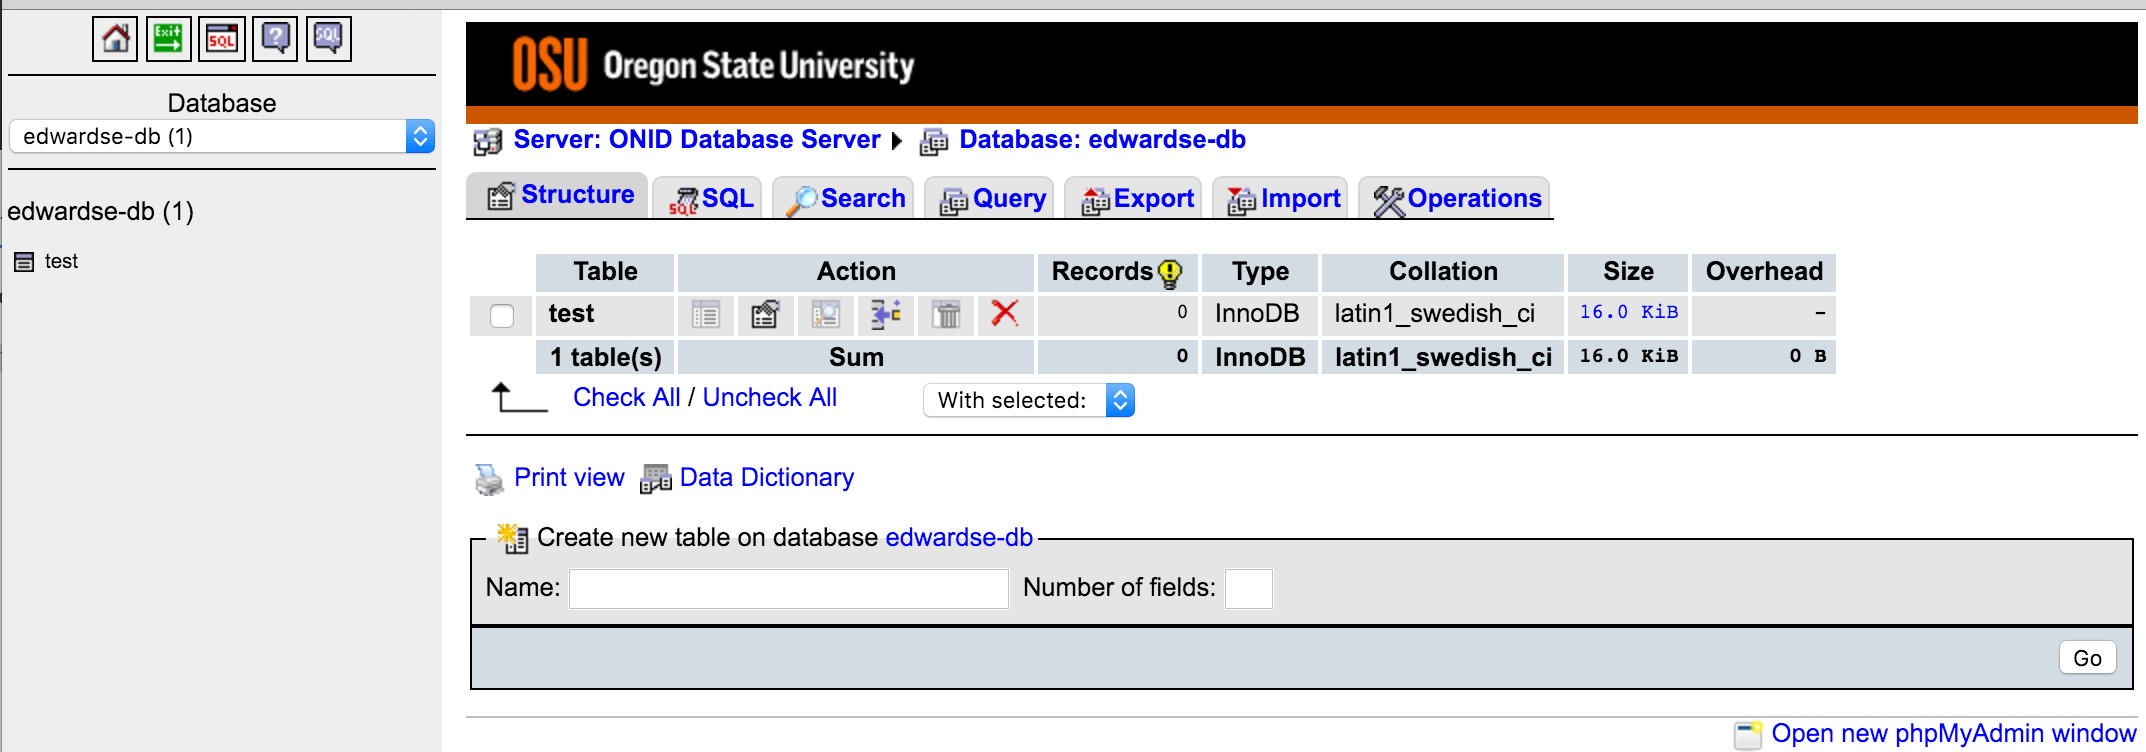 Exit
SQL
?
SQL
Database
edwardse-db (1)
edwardse-db (1)
test
OSU Oregon State University
Server: ONID Database Server Database: edwardse-db
Structure SQL Search Query Export Import Operations
Table Action Records Type Collation Size Overhead
test 0 InnoDB latin1_swedish_ci 16.0 KiB -
1 table(s) Sum 0 InnoDB latin1_swedish_ci 16.0 KiB 0 B
Check All / Uncheck All With selected:
Print view Data Dictionary
Create new table on database edwardse-db
Name: Number of fields:
Go
Open new phpMyAdmin window